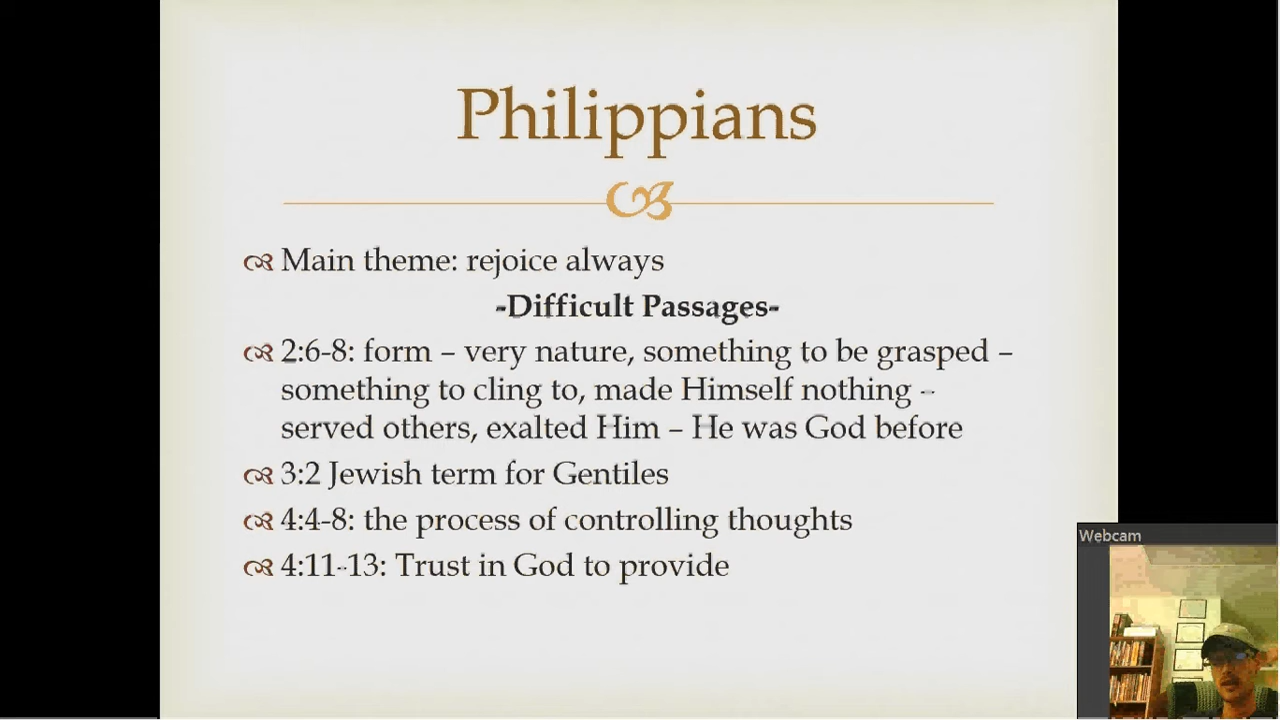 Philippians
Main theme: rejoice always
-Difficult Passages-
2:6-8: form – very nature, something to be grasped –
something to cling to, made Himself nothing –
served others, exalted Him – He was God before
3:2 Jewish term for Gentiles
4:4-8: the process of controlling thoughts
4:11-13: Trust in God to provide
Webcam